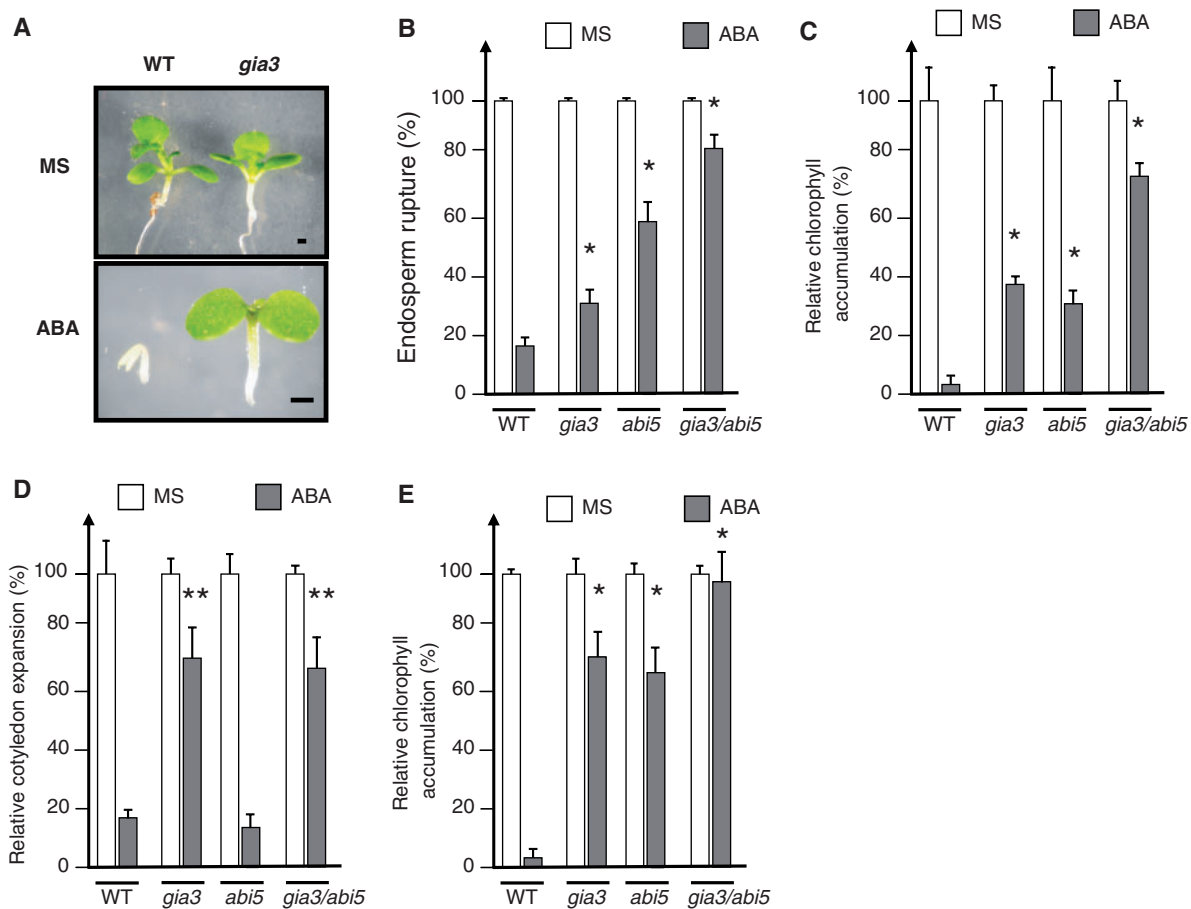 A
WT gia3
MS
ABA
B
MS ABA
Endosperm rupture (%)
100
80
60
40
20
0
WT gia3 abi5 gia3/abi5
* * *
C
MS ABA
Relative chlorophyll
accumulation (%)
100
80
60
40
20
0
WT gia3 abi5 gia3/abi5
* * *
D
MS ABA
Relative cotyledon expansion (%)
100
80
60
40
20
0
WT gia3 abi5 gia3/abi5
** **
E
MS ABA
Relative chlorophyll
accumulation (%)
100
80
60
40
20
0
WT gia3 abi5 gia3/abi5
* * *